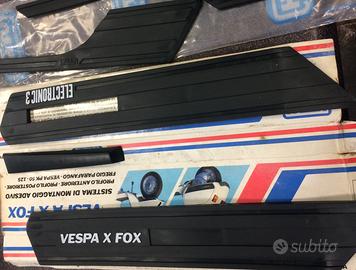 ELECTRONIC 3
SISTEMA DI MONTAGGIO ADESIVO
PROFILO ANTERIORE - PROFILO POSTERIORE -
FREGIO PARAFANGO - VESPA PK 50 - 125
VESPA X FOX
VESPA X FOX
subito